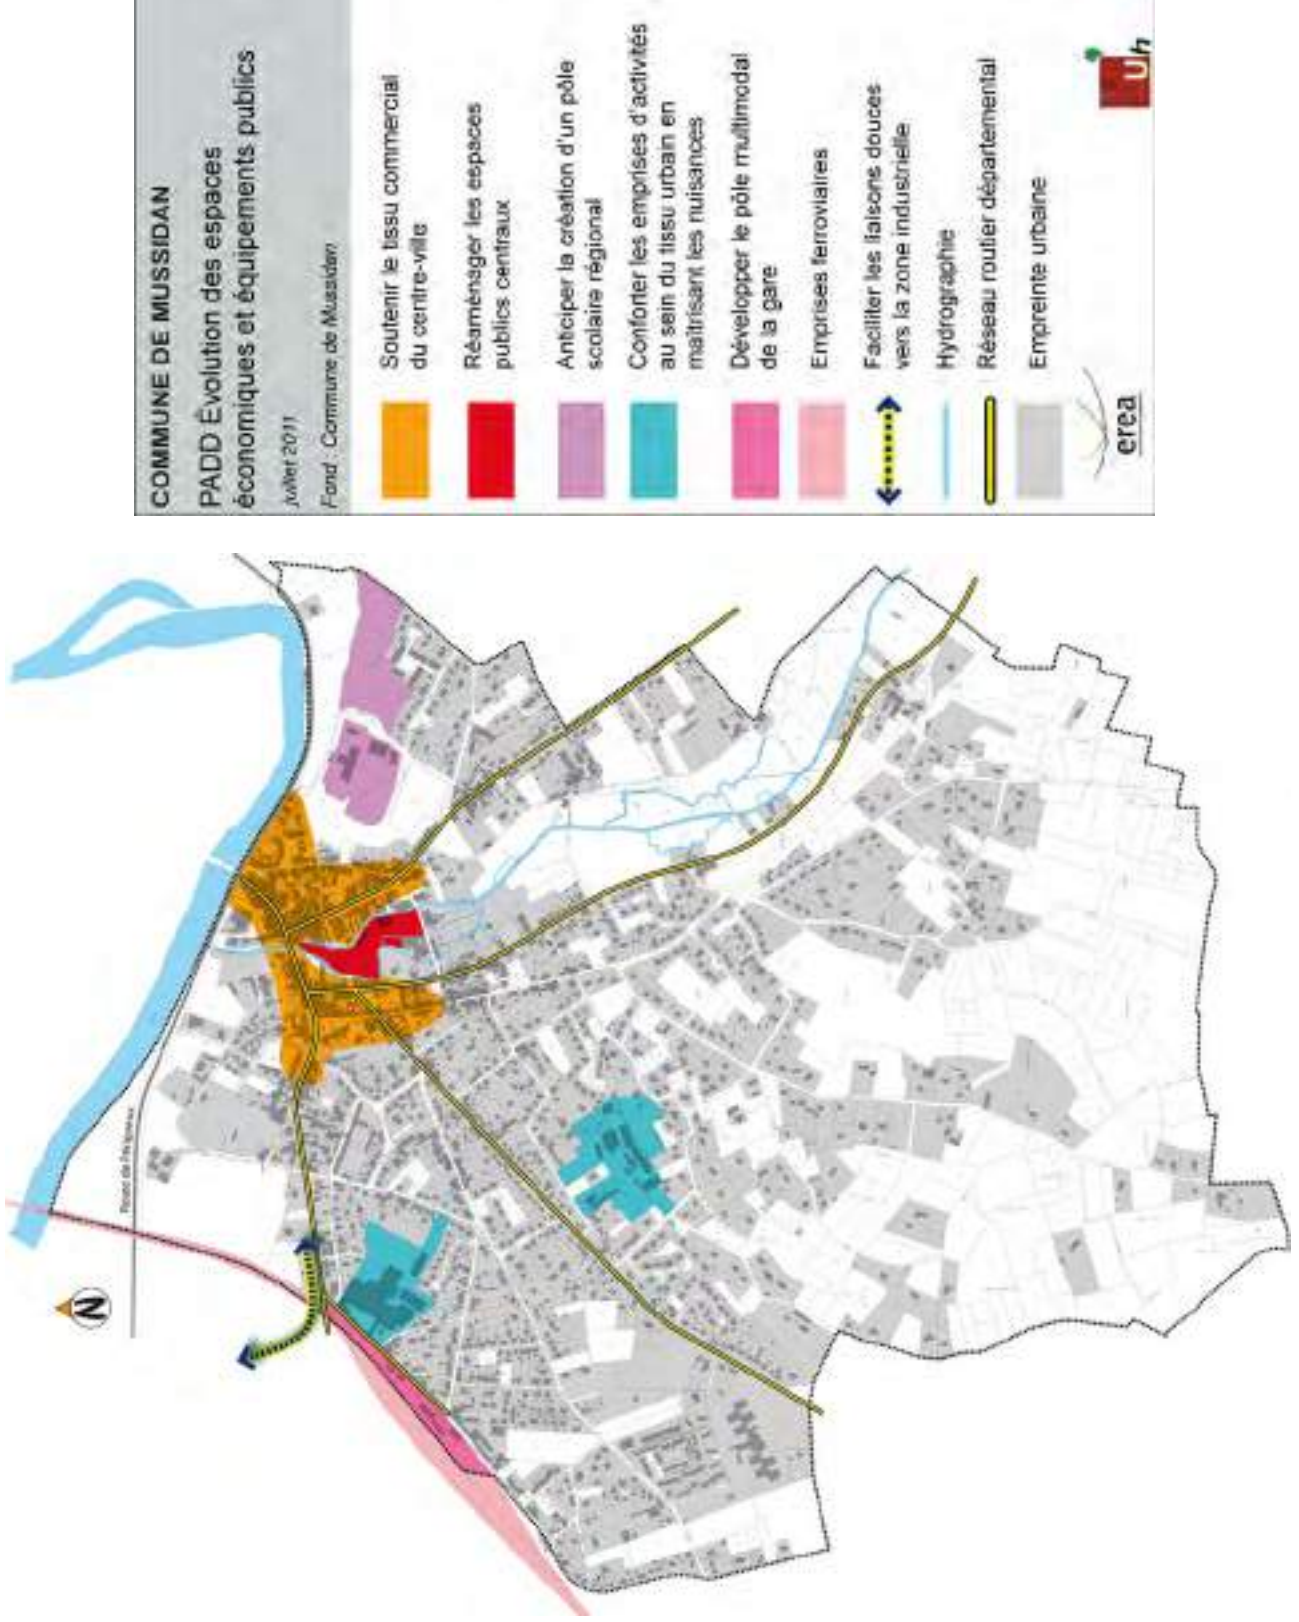 COMMUNE DE MUSSIDAN
PADD Évolution des espaces
économiques et équipements publics
juillet 2011
Fond : Commune de Mussidan
Soutenir le tissu commercial
du centre-ville
Réaménager les espaces
publics centraux
Anticiper la création d'un pôle
scolaire régional
Conforter les emprises d'activités
au sein du tissu urbain en
maîtrisant les nuisances
Développer le pôle multimodal
de la gare
Emprises ferroviaires
Faciliter les liaisons douces
vers la zone industrielle
Hydrographie
Réseau routier départemental
Empreinte urbaine
erea
Uh
N